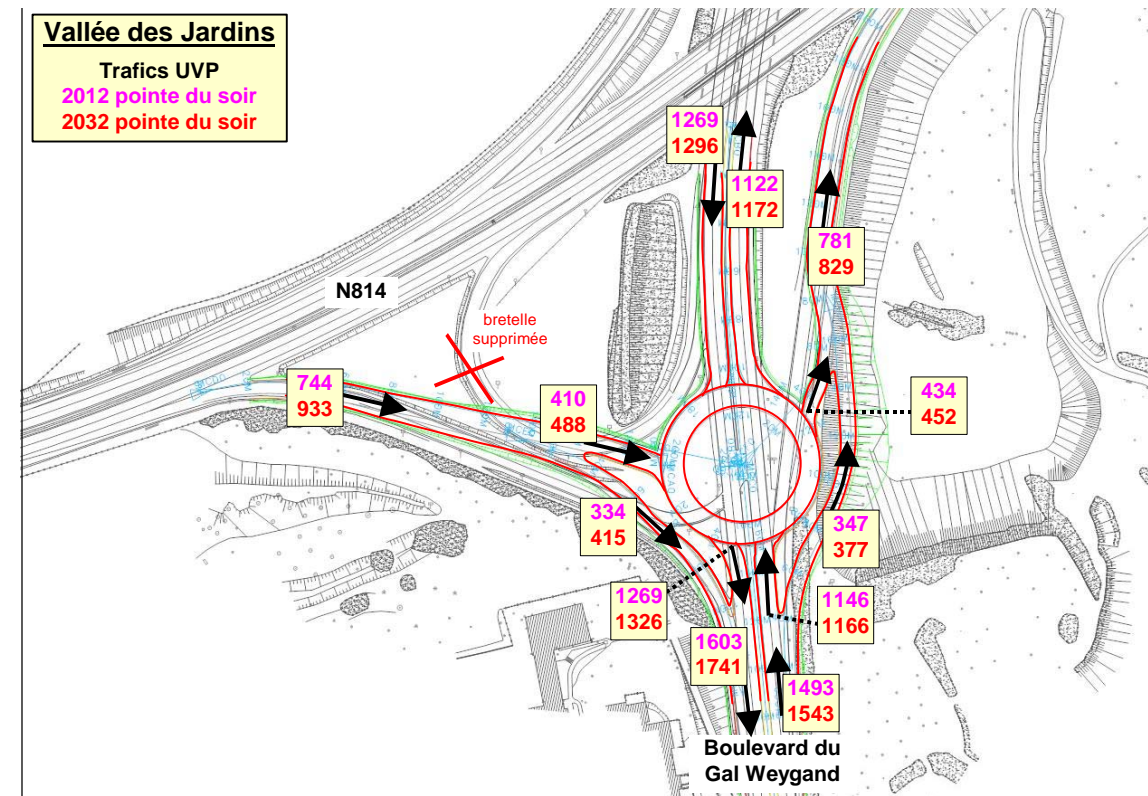 Vallée des Jardins
Trafics UVP
2012 pointe du soir
2032 pointe du soir
1269
1296
1122
1172
781
829
N814
bretelle
supprimée
744
933
410
488
434
452
334
415
347
377
1269
1326
1146
1166
1603
1741
1493
1543
Boulevard du
Gal Weygand